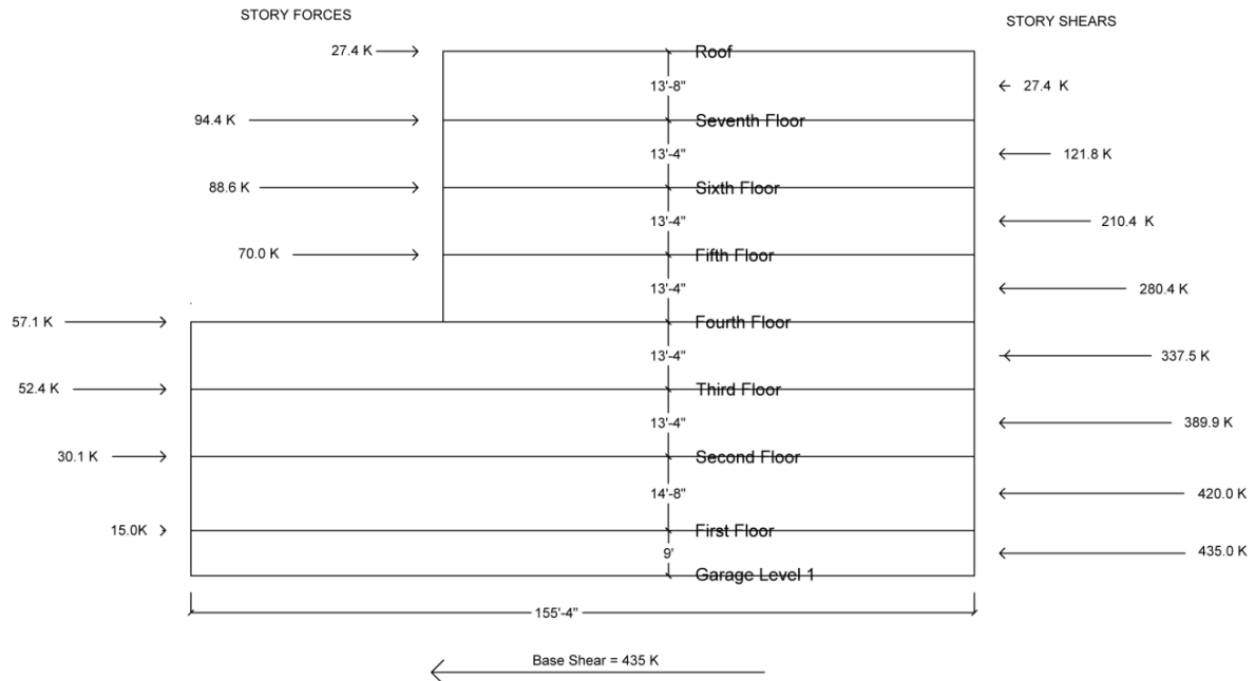 STORY FORCES
STORY SHEARS
27.4 K
Roof
13'-8"
27.4 K
94.4 K
Seventh Floor
13'-4"
121.8 K
88.6 K
Sixth Floor
13'-4"
210.4 K
70.0 K
Fifth Floor
13'-4"
280.4 K
57.1 K
Fourth Floor
13'-4"
337.5 K
52.4 K
Third Floor
13'-4"
389.9 K
30.1 K
Second Floor
14'-8"
420.0 K
15.0K
First Floor
9'
435.0 K
Garage Level 1
155'-4"
Base Shear = 435 K